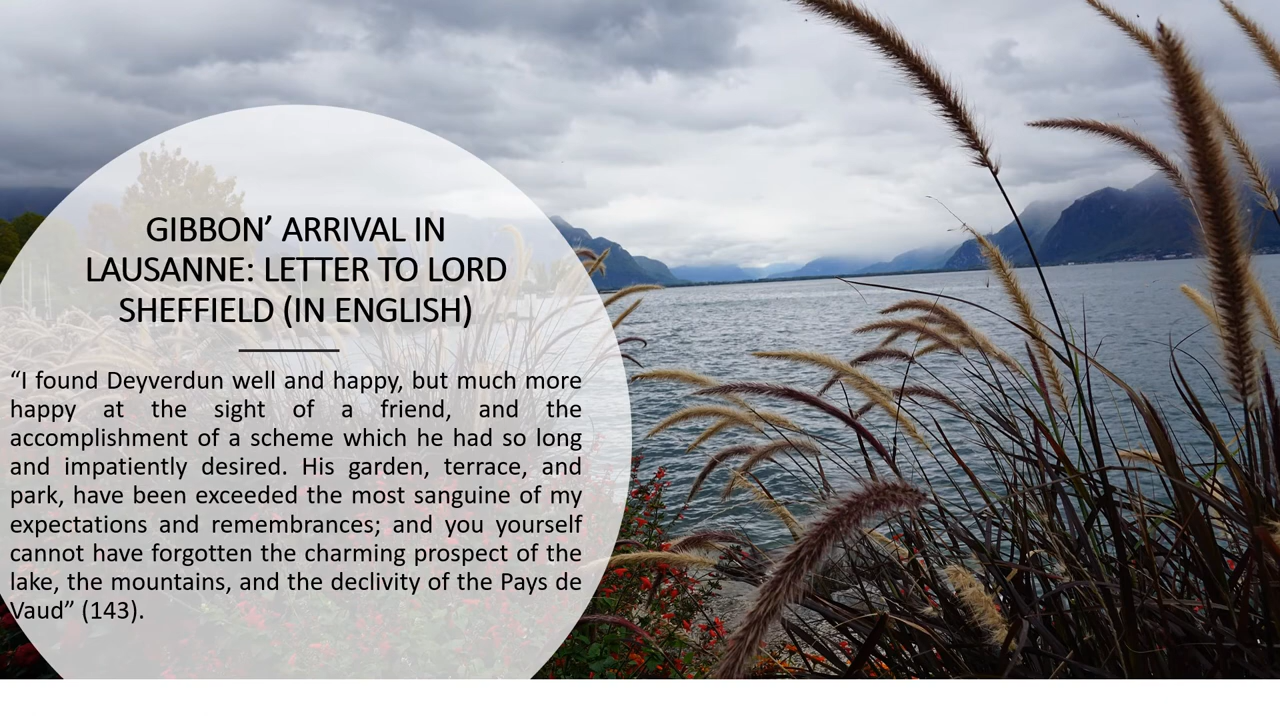 GIBBON’ ARRIVAL IN
LAUSANNE: LETTER TO LORD
SHEFFIELD (IN ENGLISH)
“I found Deyverdun well and happy, but much more
happy at the sight of a friend, and the
accomplishment of a scheme which he had so long
and impatiently desired. His garden, terrace, and
park, have been exceeded the most sanguine of my
expectations and remembrances; and you yourself
cannot have forgotten the charming prospect of the
lake, the mountains, and the declivity of the Pays de
Vaud” (143).